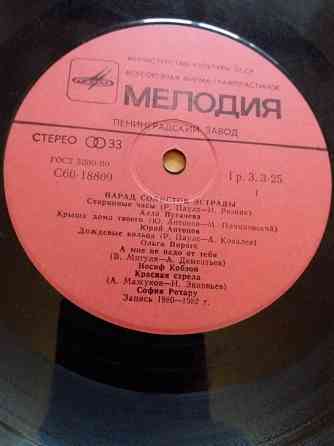 МИНИСТЕРСТВО КУЛЬТУРЫ СССР
ВСЕСОЮЗНАЯ ФИРМА ГРАМПЛАСТИНОК
МЕЛОДИЯ
ЛЕНИНГРАДСКИЙ ЗАВОД
СТЕРЕО 33
ГОСТ 5289-80
С60-18809
1 гр. 3. 3-25
1
ПАРАД СОЛИСТОВ ЭСТРАДЫ
Старинные часы (Р. Паулс—И. Резник)
Алла Пугачева
Крыша дома твоего (Ю. Антонов—М. Пляцковский)
Юрий Антонов
Дождевые кольца (Р. Паулс—А. Ковалев)
Ольга Пирагс
А мне не надо от тебя
(В. Мигуля—А. Дементьев)
Иосиф Кобзон
Красная стрела
(А. Мажуков—Н. Зиновьев)
София Ротару
Запись 1980—1982 г.